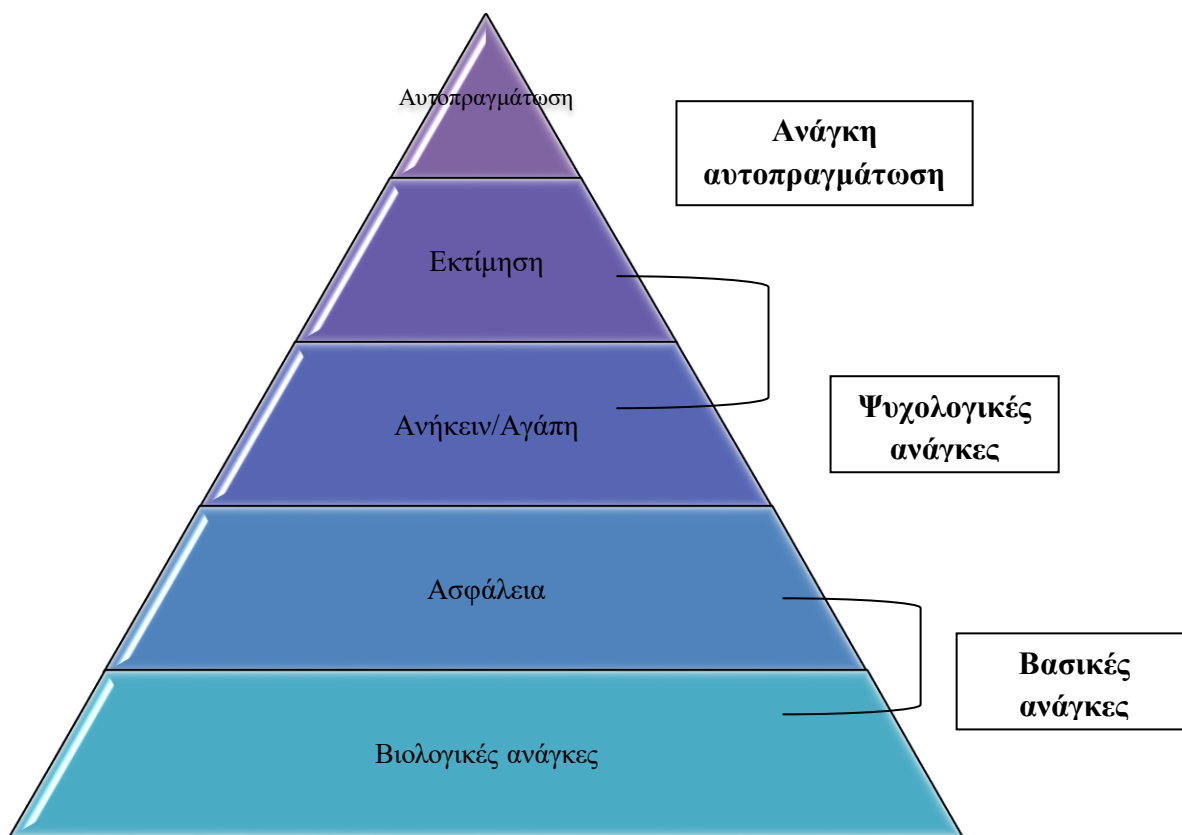 Αυτοπραγμάτωση
Ανάγκη
αυτοπραγμάτωση
Εκτίμηση
Ανήκειν/Αγάπη
Ψυχολογικές
ανάγκες
Ασφάλεια
Βασικές
ανάγκες
Βιολογικές ανάγκες